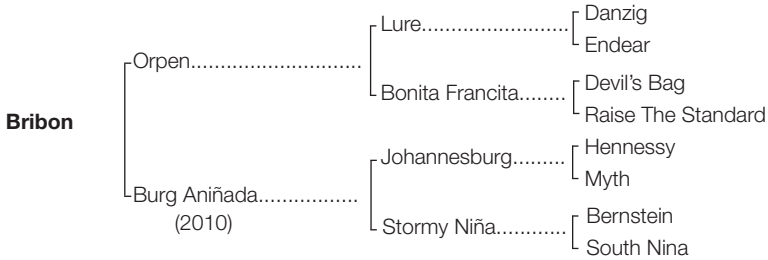 Danzig
Lure........................
Endear
Orpen.............................
Devil's Bag
Bonita Francita........
Raise The Standard
Bribon
Hennessy
Johannesburg.........
Myth
Burg Aniñada.................
(2010)
Bernstein
Stormy Niña............
South Nina